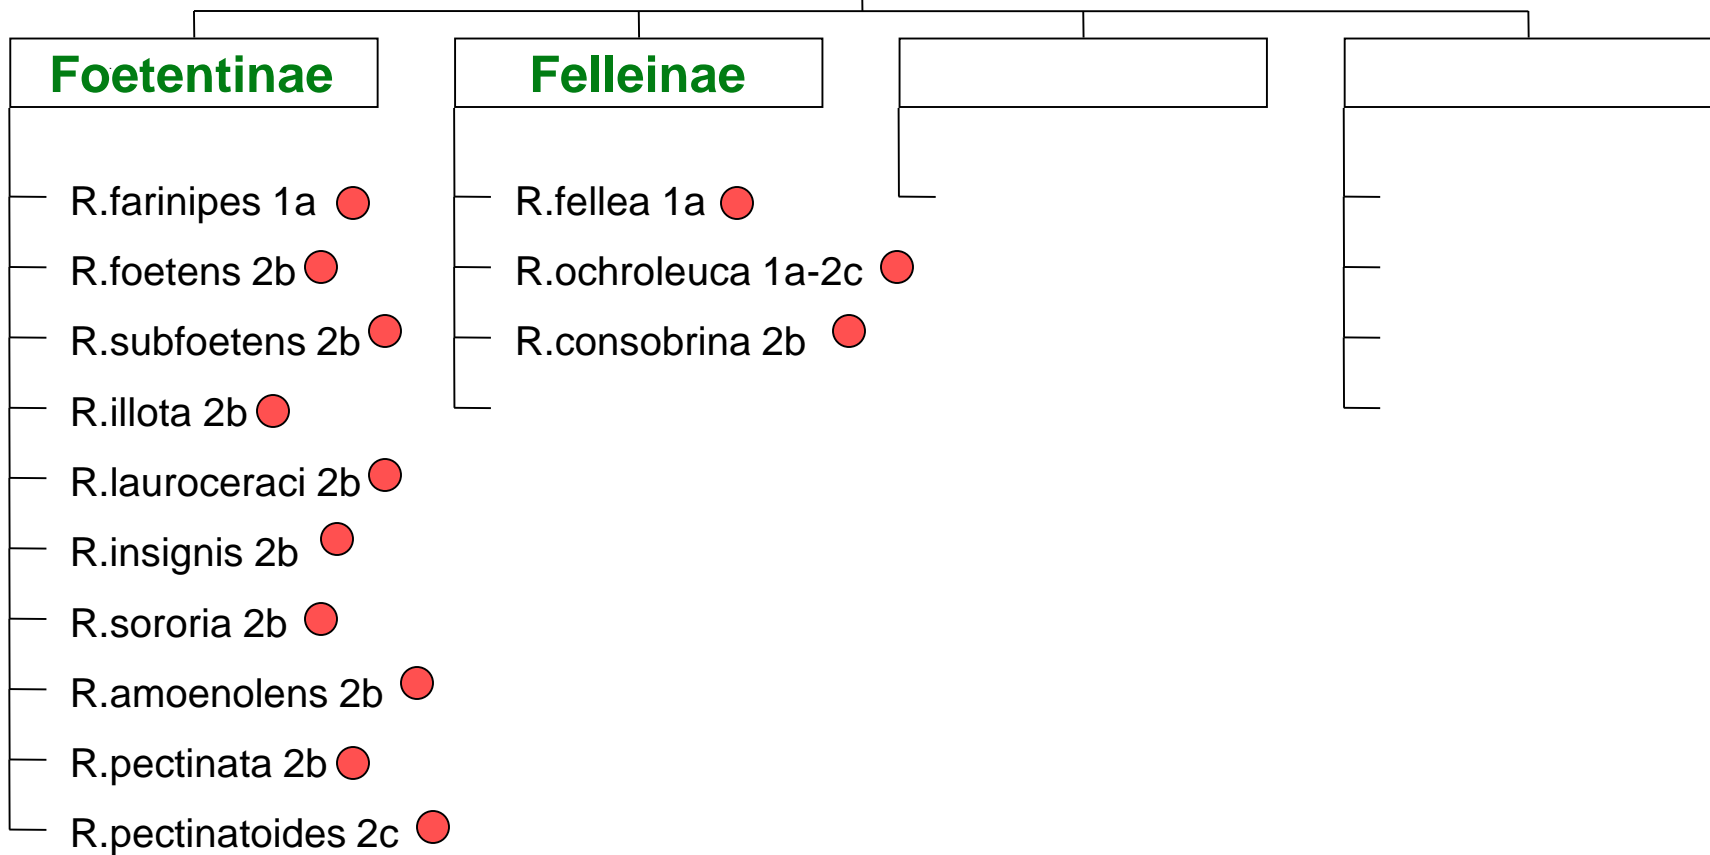 Foetentinae
R.farinipes 1a
R.foetens 2b
R.subfoetens 2b
R.illota 2b
R.lauroceraci 2b
R.insignis 2b
R.sororia 2b
R.amoenolens 2b
R.pectinata 2b
R.pectinatoides 2c
Felleinae
R.fellea 1a
R.ochroleuca 1a-2c
R.consobrina 2b